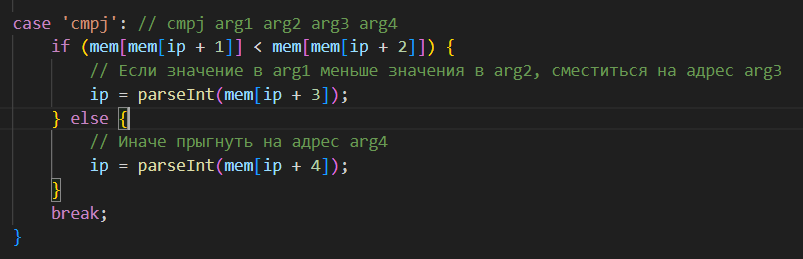 case 'cmpj': // cmpj arg1 arg2 arg3 arg4
if (mem[mem[ip + 1]] < mem[mem[ip + 2]]) {
// Если значение в arg1 меньше значения в arg2, сместиться на адрес arg3
ip = parseInt(mem[ip + 3]);
} else {
// Иначе прыгнуть на адрес arg4
ip = parseInt(mem[ip + 4]);
}
break;
}